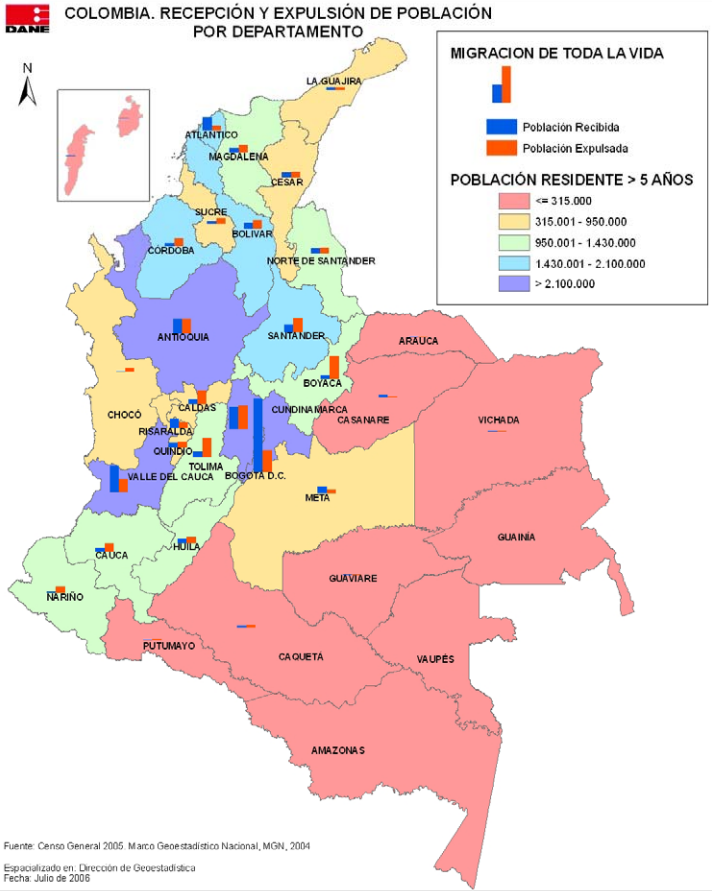 DANE
COLOMBIA. RECEPCIÓN Y EXPULSIÓN DE POBLACIÓN
POR DEPARTAMENTO
N
MIGRACION DE TODA LA VIDA
Población Recibida
Población Expulsada
POBLACIÓN RESIDENTE > 5 AÑOS
<= 315.000
315.001 - 950.000
950.001 - 1.430.000
1.430.001 - 2.100.000
> 2.100.000
LA GUAJIRA
ATLANTICO
MAGDALENA
CESAR
SUCRE
BOLIVAR
CORDOBA
NORTE DE SANTANDER
ANTIOQUIA
SANTANDER
ARAUCA
BOYACA
CHOCÓ
CALDAS
CUNDINAMARCA
CASANARE
VICHADA
RISARALDA
QUINDIO
TOLIMA
VALLE DEL CAUCA
BOGOTÁ D.C.
META
CAUCA
HUILA
GUAINÍA
GUAVIARE
NARIÑO
PUTUMAYO
CAQUETÁ
VAUPÉS
AMAZONAS
Fuente: Censo General 2005. Marco Geoestadístico Nacional, MGN, 2004
Espacializado en: Dirección de Geoestadística
Fecha: Julio de 2006